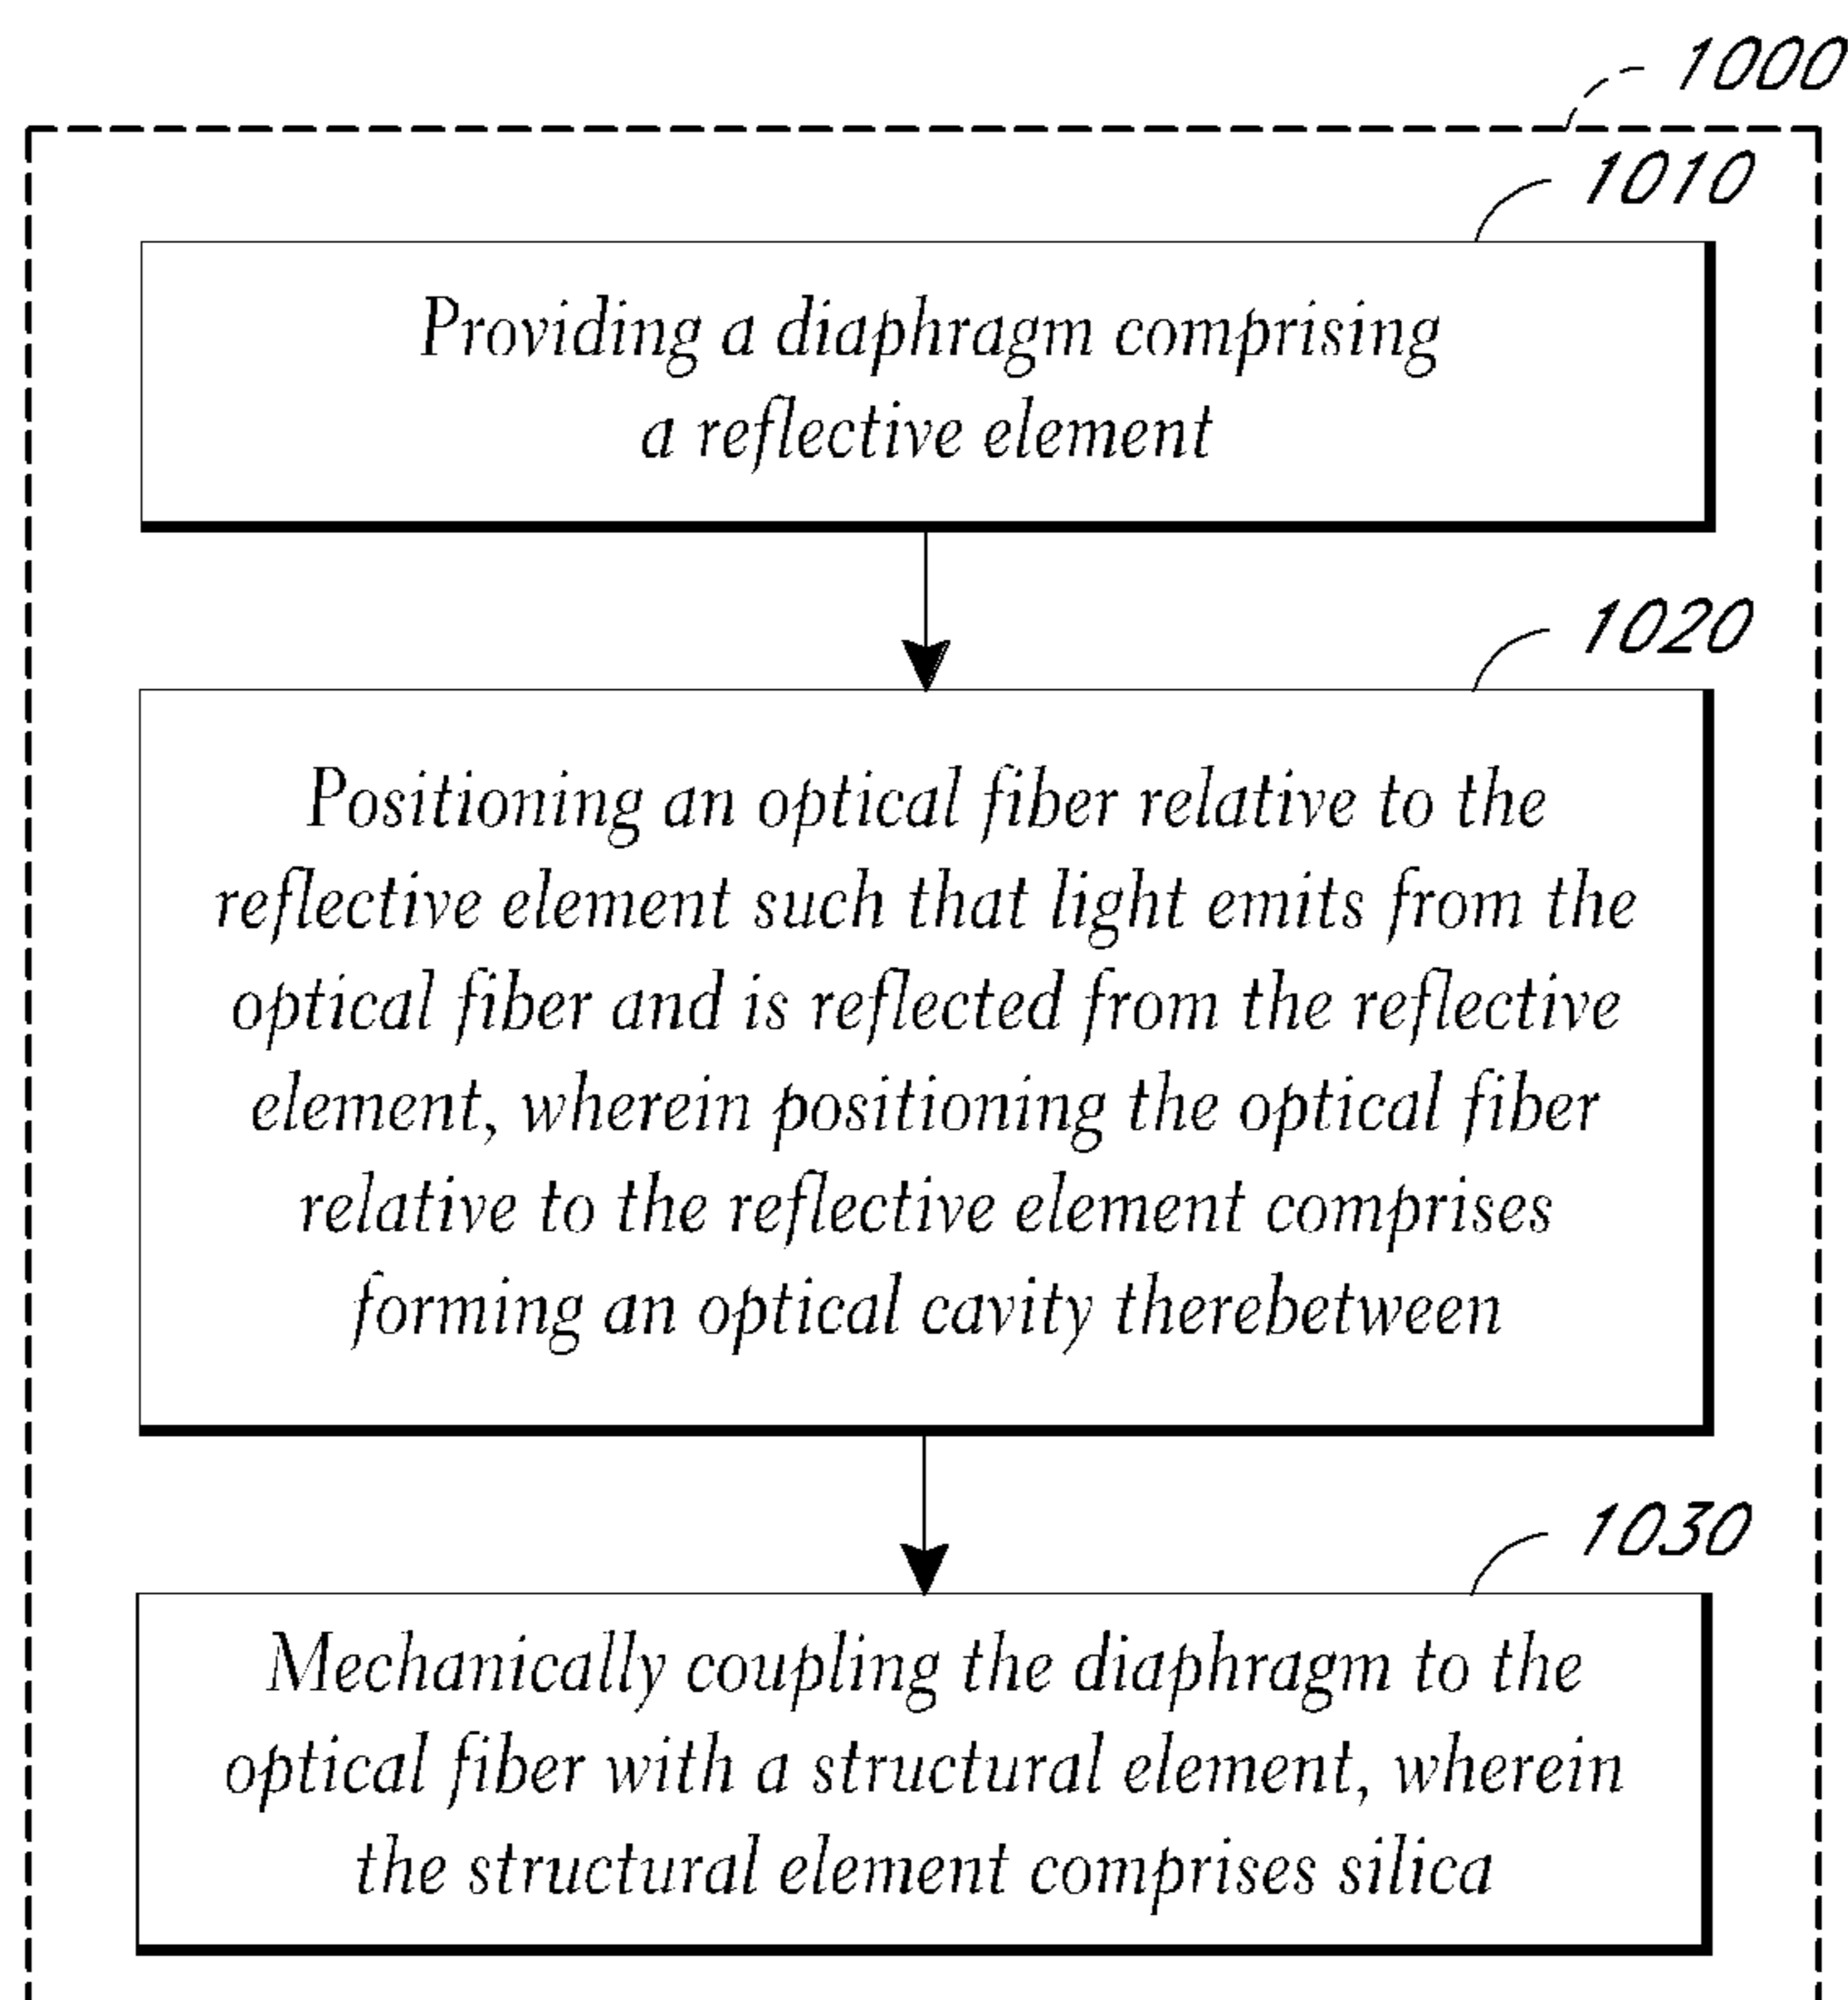 1000
1010
Providing a diaphragm comprising
a reflective element
1020
Positioning an optical fiber relative to the
reflective element such that light emits from the
optical fiber and is reflected from the reflective
element, wherein positioning the optical fiber
relative to the reflective element comprises
forming an optical cavity therebetween
1030
Mechanically coupling the diaphragm to the
optical fiber with a structural element, wherein
the structural element comprises silica